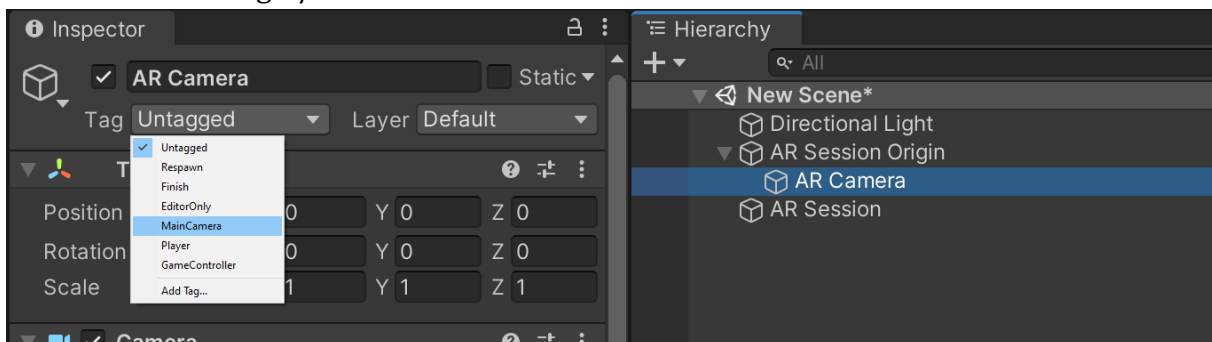 Inspector
AR Camera
Static
Tag Untagged
Layer Default
Untagged
Respawn
Finish
EditorOnly
MainCamera
Player
GameController
Add Tag...
T
Position 0 Y 0 Z 0
Rotation 0 Y 0 Z 0
Scale 1 Y 1 Z 1
Camera
Hierarchy
All
New Scene*
Directional Light
AR Session Origin
AR Camera
AR Session